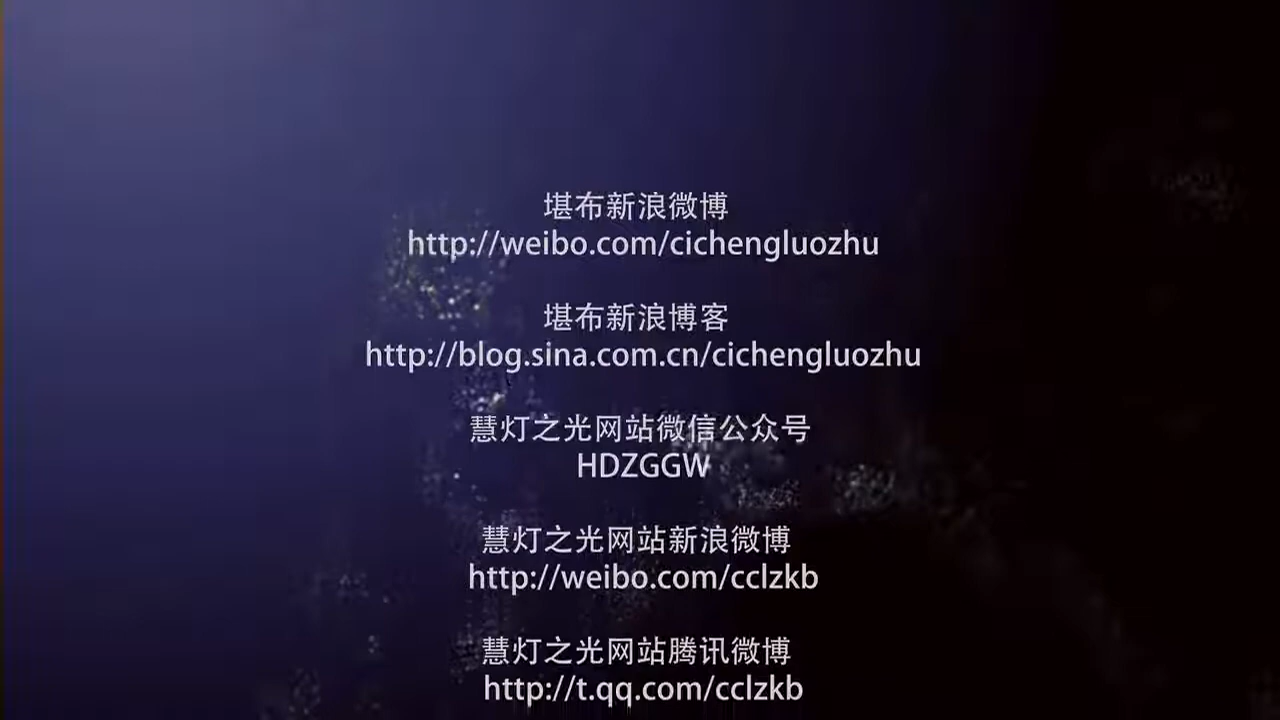 堪布新浪微博
http://weibo.com/cichengluozhu
堪布新浪博客
http://blog.sina.com.cn/cichengluozhu
慧灯之光网站微信公众号
HDZGGW
慧灯之光网站新浪微博
http://weibo.com/cclzkb
慧灯之光网站腾讯微博
http://t.qq.com/cclzkb